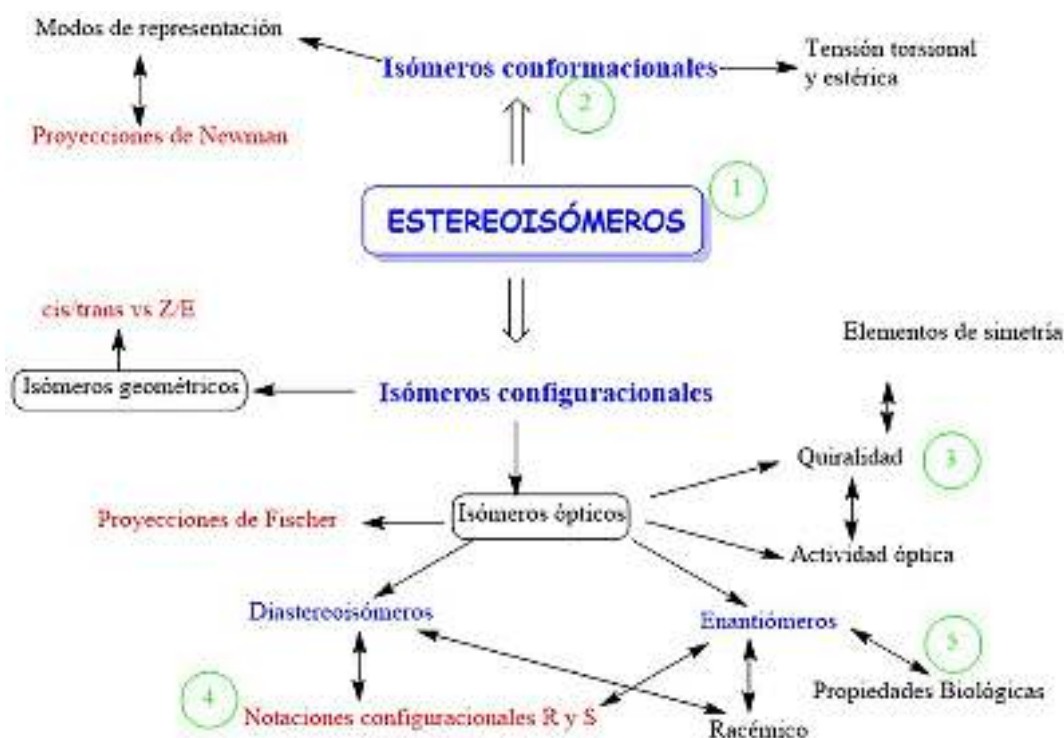 Modos de representación
Isómeros conformacionales
Tensión torsional
y estérica
2
Proyecciones de Newman
1
ESTEREOISÓMEROS
cis/trans vs Z/E
Elementos de simetría
Isómeros geométricos
Isómeros configuracionales
Quiralidad
3
Isómeros ópticos
Proyecciones de Fischer
Actividad óptica
Diastereoisómeros
Enantiómeros
5
4
Notaciones configuracionales R y S
Propiedades Biológicas
Racémico